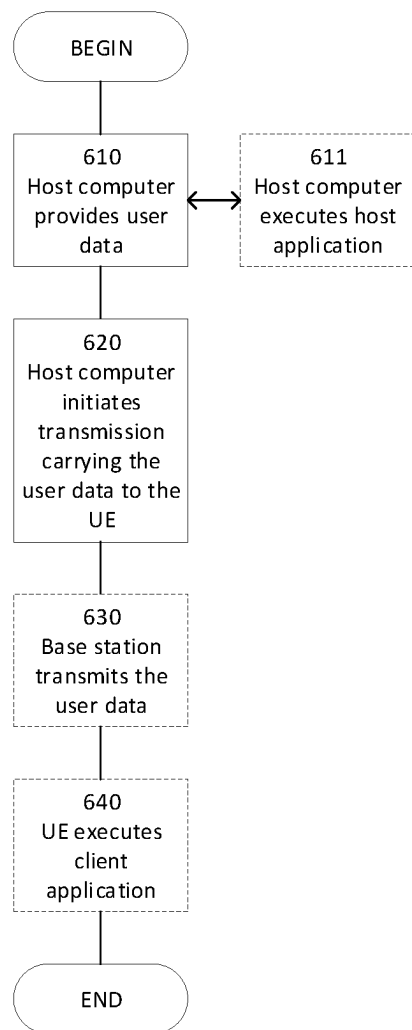 BEGIN
610
Host computer
provides user
data
611
Host computer
executes host
application
620
Host computer
initiates
transmission
carrying the
user data to the
UE
630
Base station
transmits the
user data
640
UE executes
client
application
END